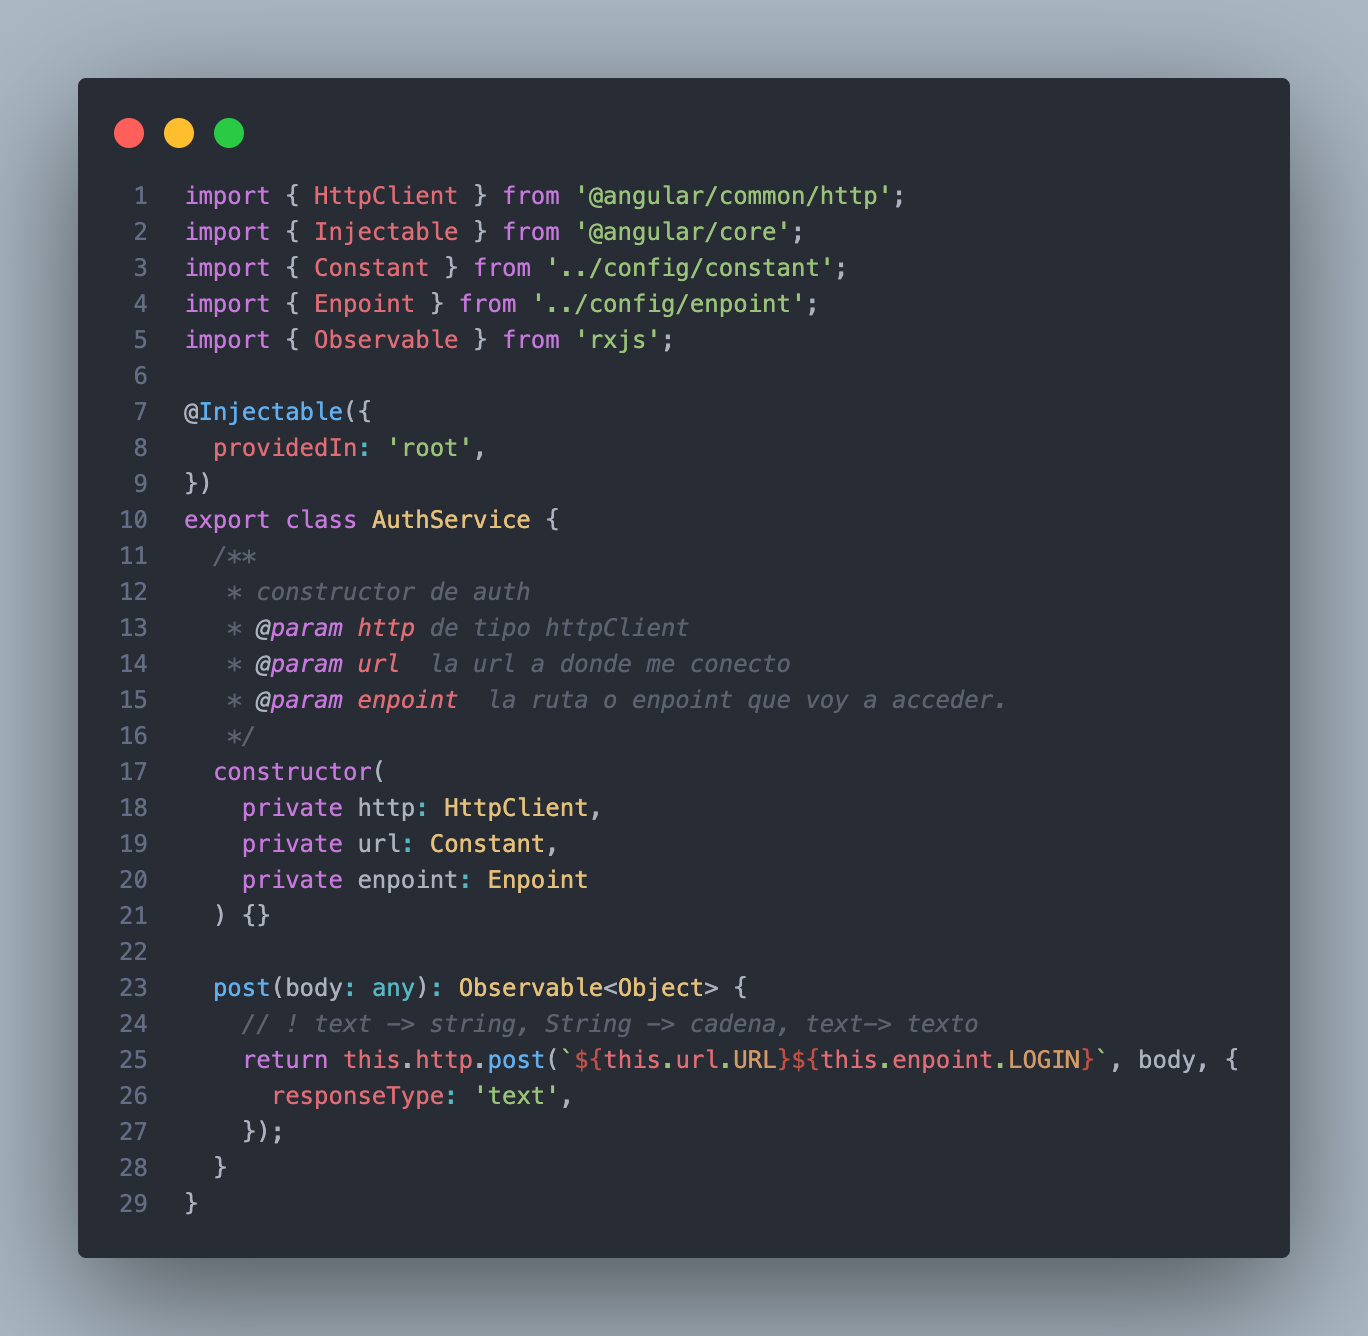 1 import { HttpClient } from '@angular/common/http';
2 import { Injectable } from '@angular/core';
3 import { Constant } from '../config/constant';
4 import { Enpoint } from '../config/enpoint';
5 import { Observable } from 'rxjs';
6
7 @Injectable({
8   providedIn: 'root',
9 })
10 export class AuthService {
11   /**
12    * constructor de auth
13    * @param http de tipo httpClient
14    * @param url  la url a donde me conecto
15    * @param enpoint  la ruta o enpoint que voy a acceder.
16    */
17   constructor(
18     private http: HttpClient,
19     private url: Constant,
20     private enpoint: Enpoint
21   ) {}
22
23   post(body: any): Observable<Object> {
24     // ! text -> string, String -> cadena, text-> texto
25     return this.http.post(`${this.url.URL}${this.enpoint.LOGIN}`, body, {
26       responseType: 'text',
27     });
28   }
29 }